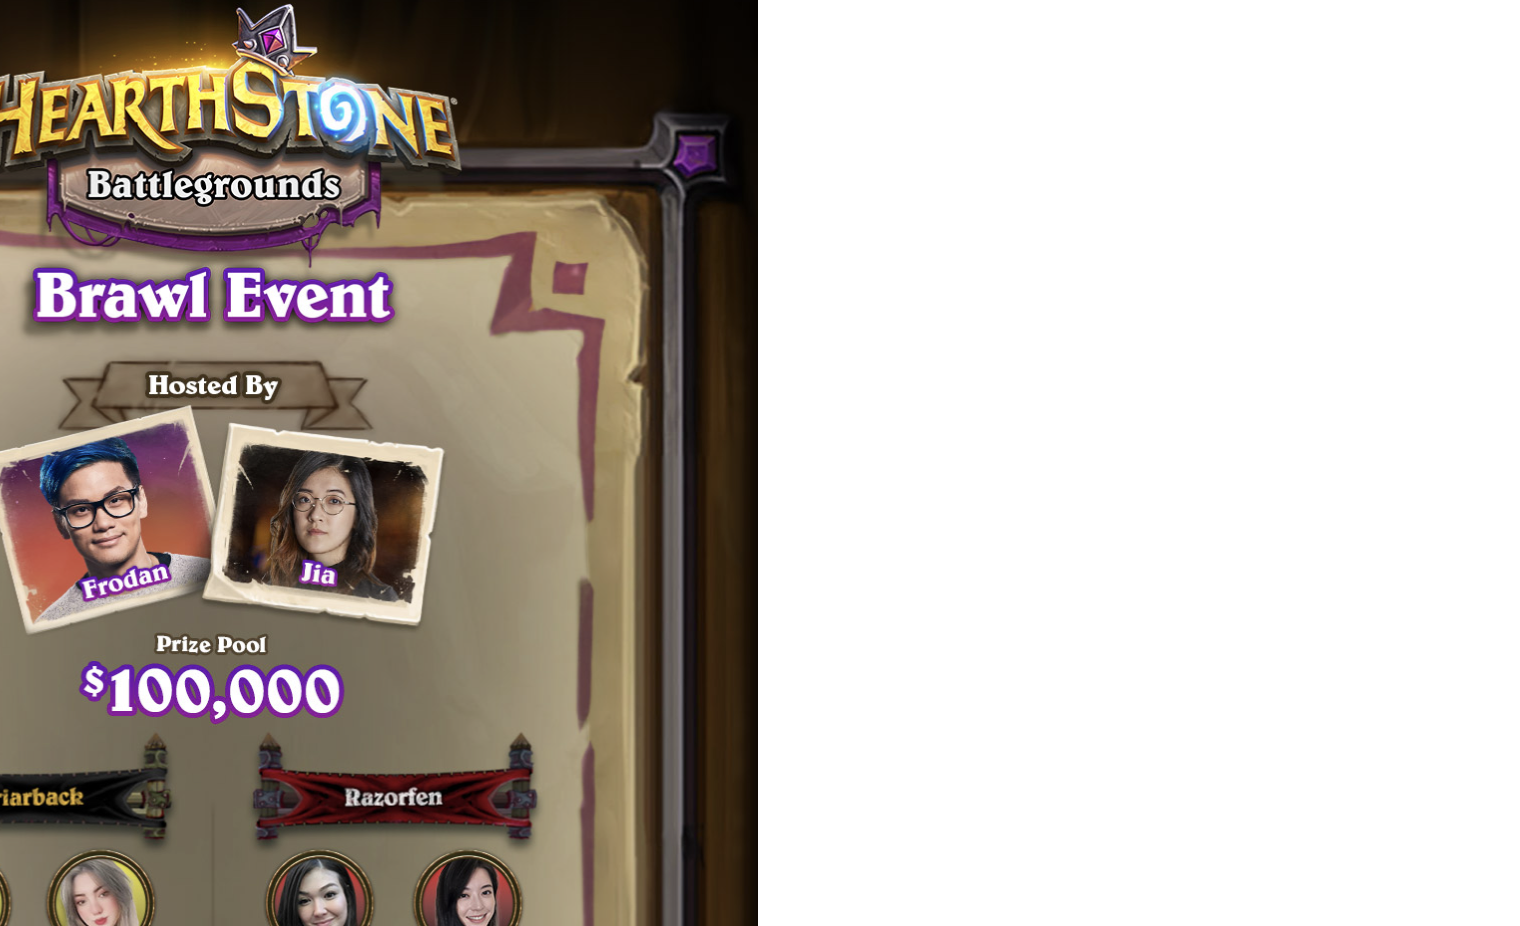 HEARTHSTONE®
Battlegrounds
Brawl Event
Hosted By
Frodan
Jia
Prize Pool
$100,000
Razorfen